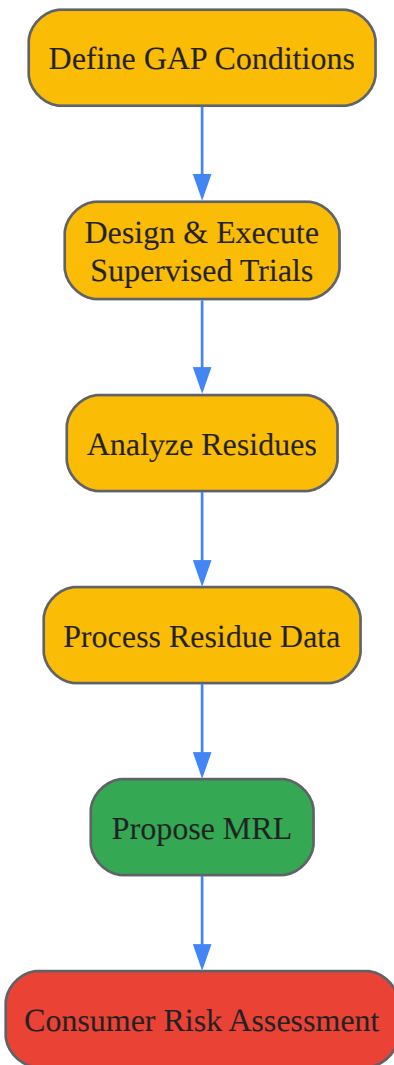 Define GAP Conditions
Design & Execute
Supervised Trials
Analyze Residues
Process Residue Data
Propose MRL
Consumer Risk Assessment